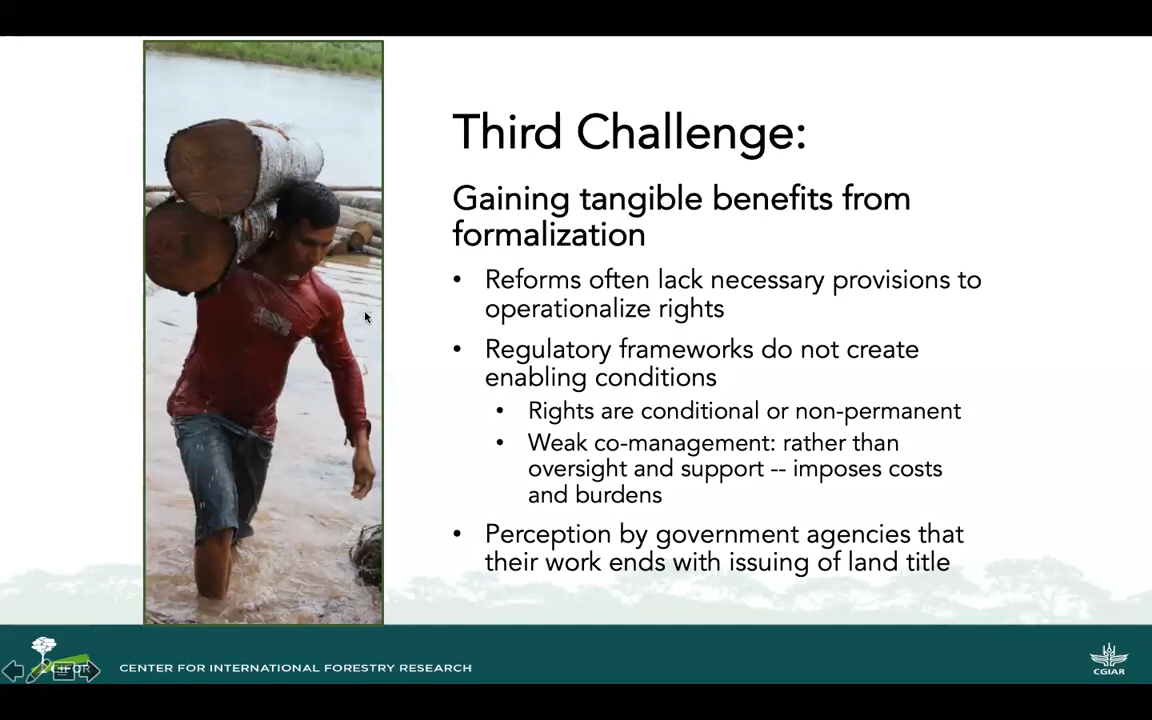 Third Challenge:
Gaining tangible benefits from
formalization
• Reforms often lack necessary provisions to
operationalize rights
• Regulatory frameworks do not create
enabling conditions
• Rights are conditional or non-permanent
• Weak co-management: rather than
oversight and support -- imposes costs
and burdens
• Perception by government agencies that
their work ends with issuing of land title
CIFOR
CENTER FOR INTERNATIONAL FORESTRY RESEARCH
CGIAR